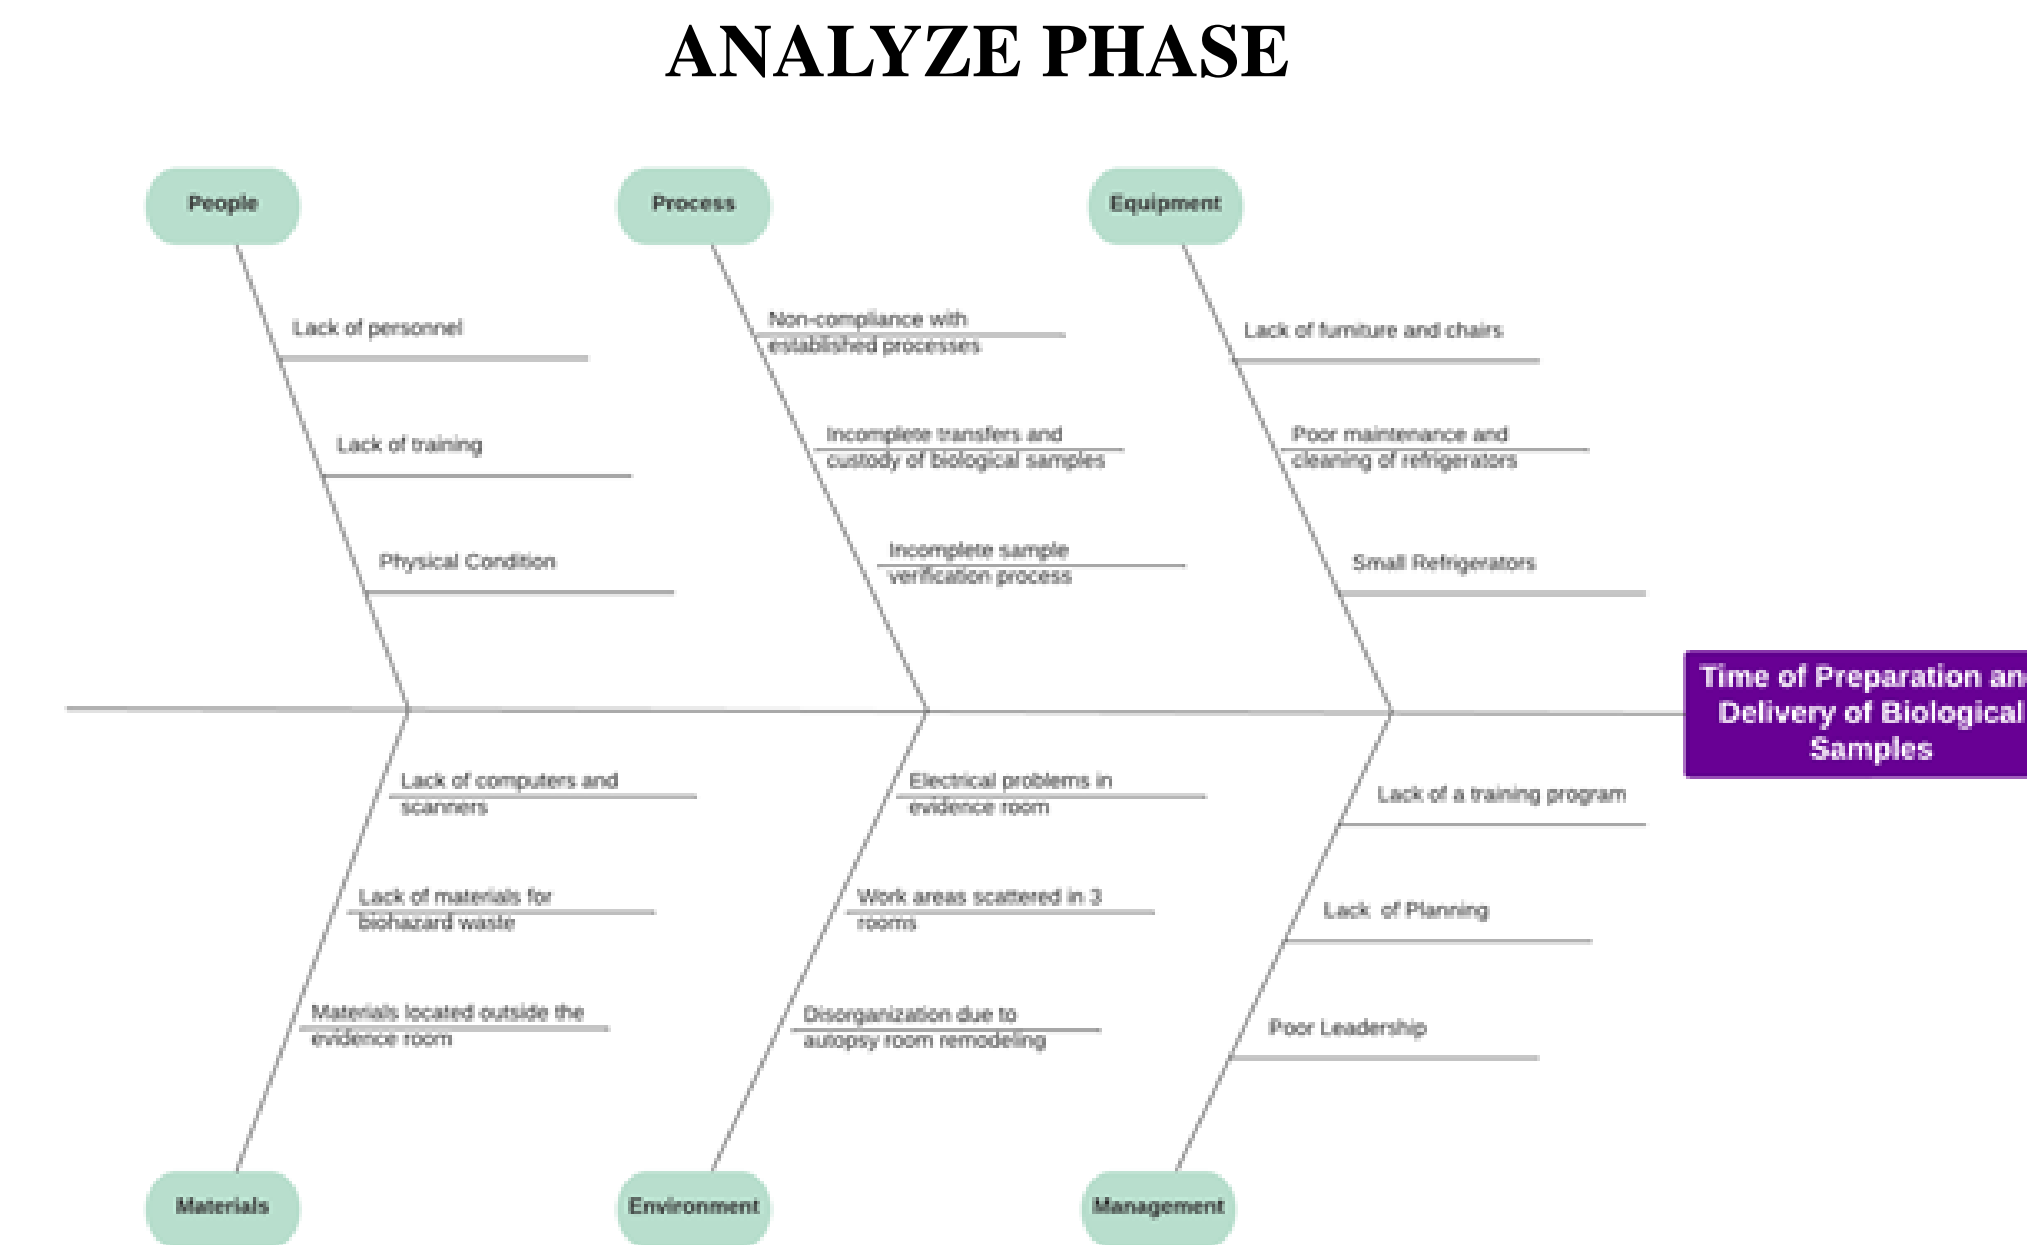 ANALYZE PHASE
People
Process
Equipment
Lack of personnel
Lack of training
Physical Condition
Non-compliance with
established processes
Incomplete transfers and
custody of biological samples
Incomplete sample
verification process
Lack of furniture and chairs
Poor maintenance and
cleaning of refrigerators
Small Refrigerators
Time of Preparation an
Delivery of Biological
Samples
Lack of computers and
scanners
Lack of materials for
biohazard waste
Materials located outside the
evidence room
Electrical problems in
evidence room
Work areas scattered in 3
rooms
Disorganization due to
autopsy room remodeling
Lack of a training program
Lack of Planning
Poor Leadership
Materials
Environment
Management